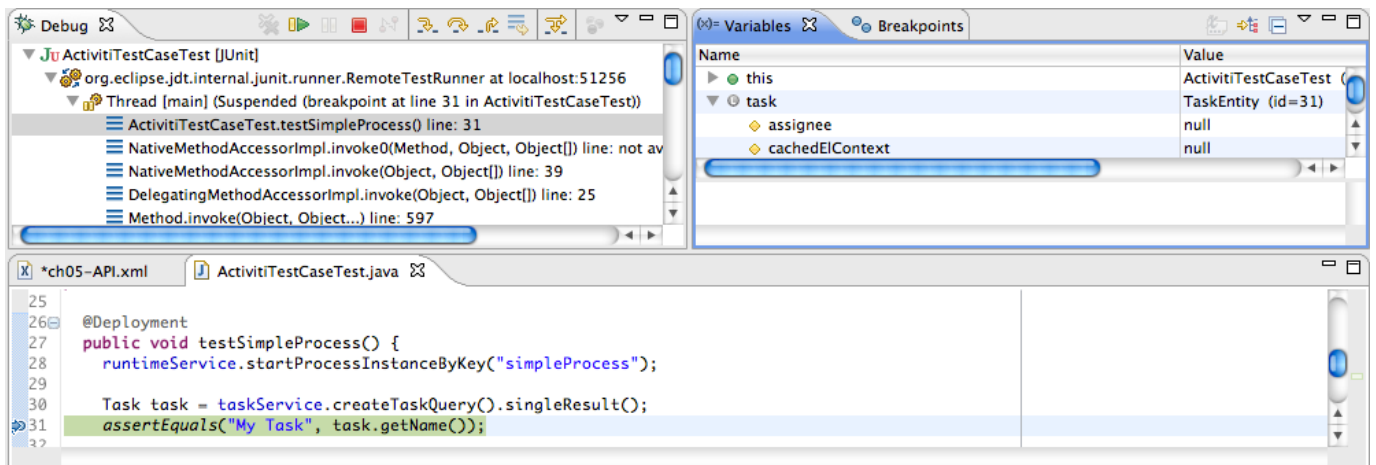 Debug
ActivitiTestCaseTest [JUnit]
org.eclipse.jdt.internal.junit.runner.RemoteTestRunner at localhost:51256
Thread [main] (Suspended (breakpoint at line 31 in ActivitiTestCaseTest))
ActivitiTestCaseTest.testSimpleProcess() line: 31
NativeMethodAccessorImpl.invoke0(Method, Object, Object[]) line: not av
NativeMethodAccessorImpl.invoke(Object, Object[]) line: 39
DelegatingMethodAccessorImpl.invoke(Object, Object[]) line: 25
Method.invoke(Object, Object...) line: 597
(x)= Variables Breakpoints
Name Value
this ActivitiTestCaseTest (
task TaskEntity (id=31)
assignee null
cachedElContext null
*ch05-API.xml ActivitiTestCaseTest.java
25
26 @Deployment
27 public void testSimpleProcess() {
28 runtimeService.startProcessInstanceByKey("simpleProcess");
29
30 Task task = taskService.createTaskQuery().singleResult();
31 assertEquals("My Task", task.getName());
32